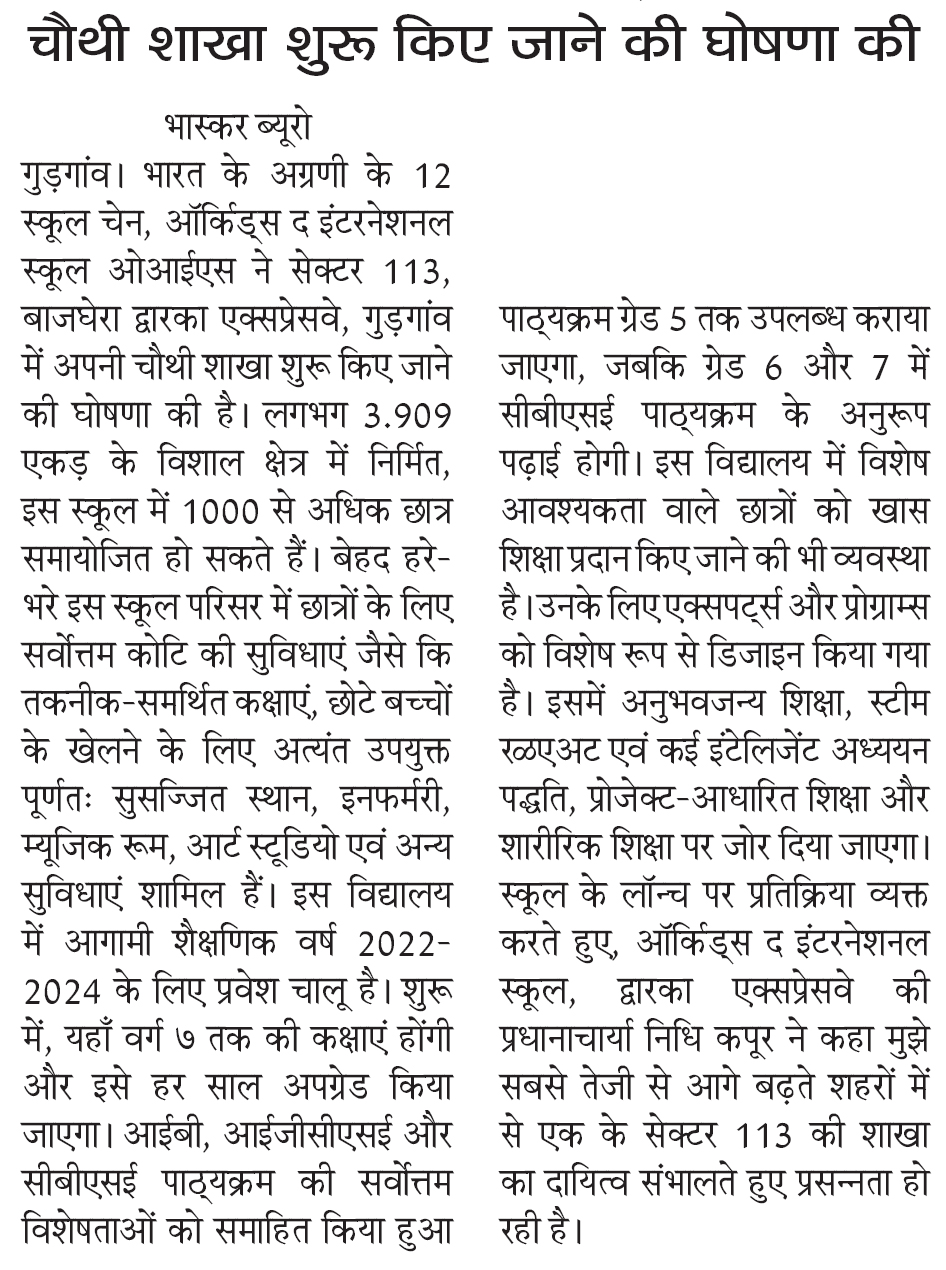 चौथी शाखा शुरू किए जाने की घोषणा की
भास्कर ब्यूरो
गुड़गांव। भारत के अग्रणी के 12
स्कूल चेन, ऑर्किड्स द इंटरनेशनल
स्कूल ओआईएस ने सेक्टर 113,
बाजघेरा द्वारका एक्सप्रेसवे, गुड़गांव
में अपनी चौथी शाखा शुरू किए जाने
की घोषणा की है। लगभग 3.909
एकड़ के विशाल क्षेत्र में निर्मित,
इस स्कूल में 1000 से अधिक छात्र
समायोजित हो सकते हैं। बेहद हरे-
भरे इस स्कूल परिसर में छात्रों के लिए
सर्वोत्तम कोटि की सुविधाएं जैसे कि
तकनीक-समर्थित कक्षाएं, छोटे बच्चों
के खेलने के लिए अत्यंत उपयुक्त
पूर्णतः सुसज्जित स्थान, इनफर्मरी,
म्यूजिक रूम, आर्ट स्टूडियो एवं अन्य
सुविधाएं शामिल हैं। इस विद्यालय
में आगामी शैक्षणिक वर्ष 2022-
2024 के लिए प्रवेश चालू है। शुरू
में, यहाँ वर्ग ७ तक की कक्षाएं होंगी
और इसे हर साल अपग्रेड किया
जाएगा। आईबी, आईजीसीएसई और
सीबीएसई पाठ्यक्रम की सर्वोत्तम
विशेषताओं को समाहित किया हुआ
पाठ्यक्रम ग्रेड 5 तक उपलब्ध कराया
जाएगा, जबकि ग्रेड 6 और 7 में
सीबीएसई पाठ्यक्रम के अनुरूप
पढ़ाई होगी। इस विद्यालय में विशेष
आवश्यकता वाले छात्रों को खास
शिक्षा प्रदान किए जाने की भी व्यवस्था
है। उनके लिए एक्सपर्ट्स और प्रोग्राम्स
को विशेष रूप से डिजाइन किया गया
है। इसमें अनुभवजन्य शिक्षा, स्टीम
रळएअट एवं कई इंटेलिजेंट अध्ययन
पद्धति, प्रोजेक्ट-आधारित शिक्षा और
शारीरिक शिक्षा पर जोर दिया जाएगा।
स्कूल के लॉन्च पर प्रतिक्रिया व्यक्त
करते हुए, ऑर्किड्स द इंटरनेशनल
स्कूल, द्वारका एक्सप्रेसवे की
प्रधानाचार्या निधि कपूर ने कहा मुझे
सबसे तेजी से आगे बढ़ते शहरों में
से एक के सेक्टर 113 की शाखा
का दायित्व संभालते हुए प्रसन्नता हो
रही है।